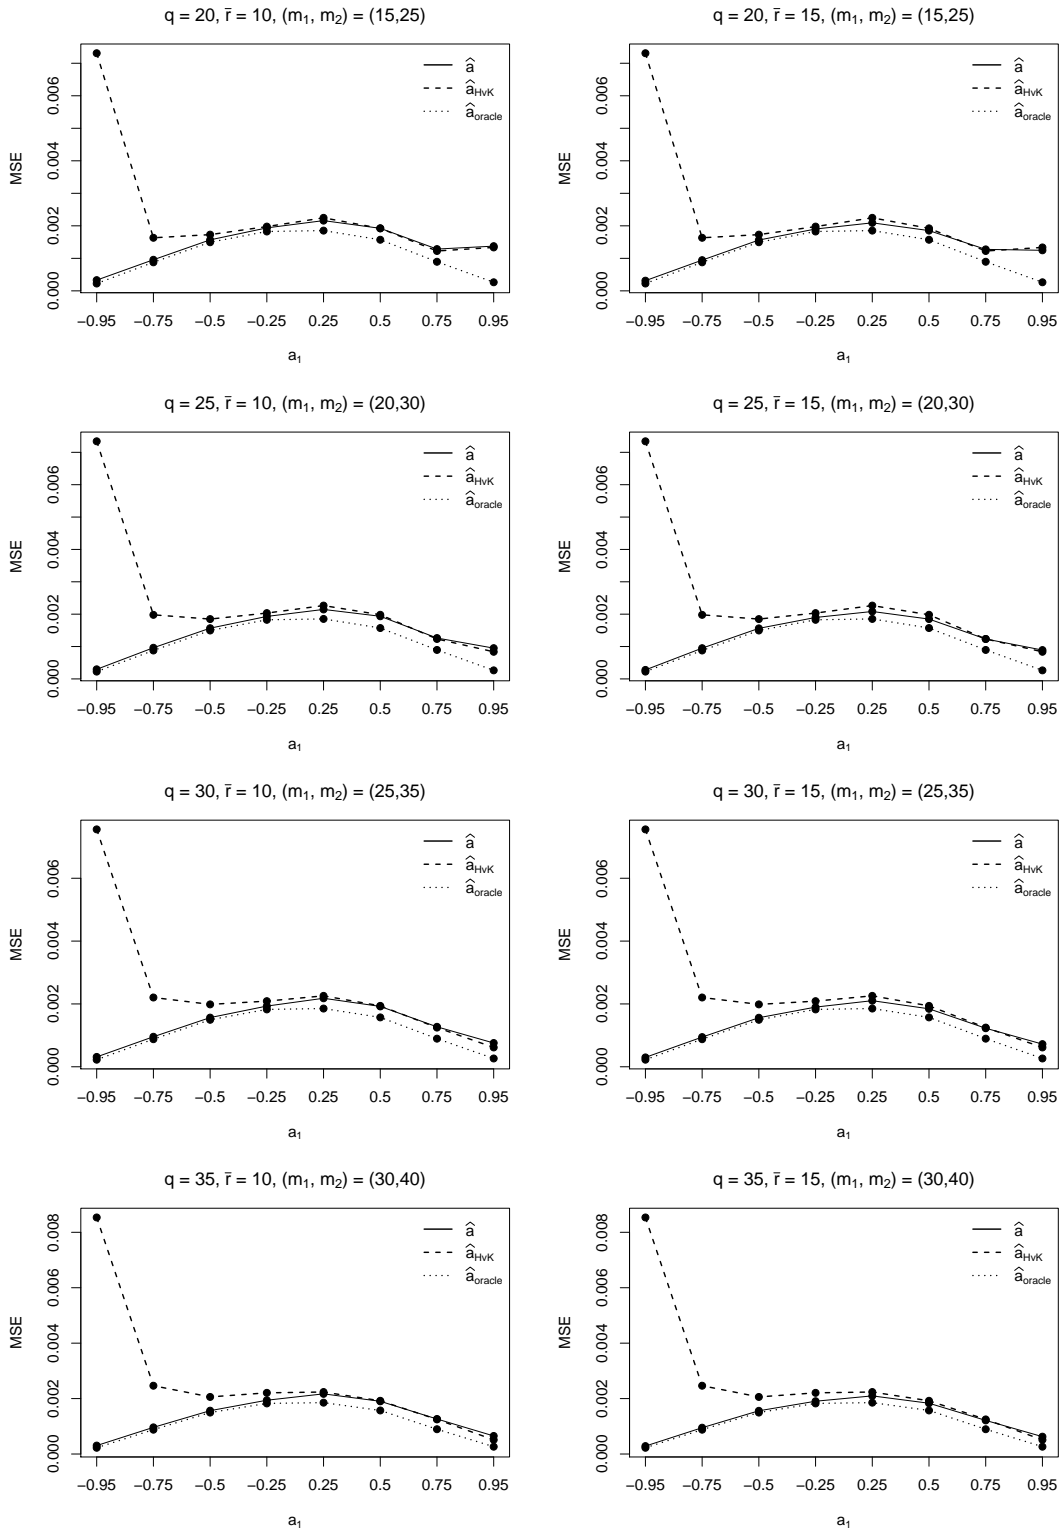 q = 20, r̄ = 10, (m₁, m₂) = (15,25)
MSE
0.000
0.002
0.004
0.006
â
â_HvK
â_oracle
−0.95 −0.75 −0.5 −0.25 0.25 0.5 0.75 0.95
a₁
q = 20, r̄ = 15, (m₁, m₂) = (15,25)
MSE
0.000
0.002
0.004
0.006
â
â_HvK
â_oracle
−0.95 −0.75 −0.5 −0.25 0.25 0.5 0.75 0.95
a₁
q = 25, r̄ = 10, (m₁, m₂) = (20,30)
MSE
0.000
0.002
0.004
0.006
â
â_HvK
â_oracle
−0.95 −0.75 −0.5 −0.25 0.25 0.5 0.75 0.95
a₁
q = 25, r̄ = 15, (m₁, m₂) = (20,30)
MSE
0.000
0.002
0.004
0.006
â
â_HvK
â_oracle
−0.95 −0.75 −0.5 −0.25 0.25 0.5 0.75 0.95
a₁
q = 30, r̄ = 10, (m₁, m₂) = (25,35)
MSE
0.000
0.002
0.004
0.006
â
â_HvK
â_oracle
−0.95 −0.75 −0.5 −0.25 0.25 0.5 0.75 0.95
a₁
q = 30, r̄ = 15, (m₁, m₂) = (25,35)
MSE
0.000
0.002
0.004
0.006
â
â_HvK
â_oracle
−0.95 −0.75 −0.5 −0.25 0.25 0.5 0.75 0.95
a₁
q = 35, r̄ = 10, (m₁, m₂) = (30,40)
MSE
0.000
0.002
0.004
0.006
0.008
â
â_HvK
â_oracle
−0.95 −0.75 −0.5 −0.25 0.25 0.5 0.75 0.95
a₁
q = 35, r̄ = 15, (m₁, m₂) = (30,40)
MSE
0.000
0.002
0.004
0.006
0.008
â
â_HvK
â_oracle
−0.95 −0.75 −0.5 −0.25 0.25 0.5 0.75 0.95
a₁